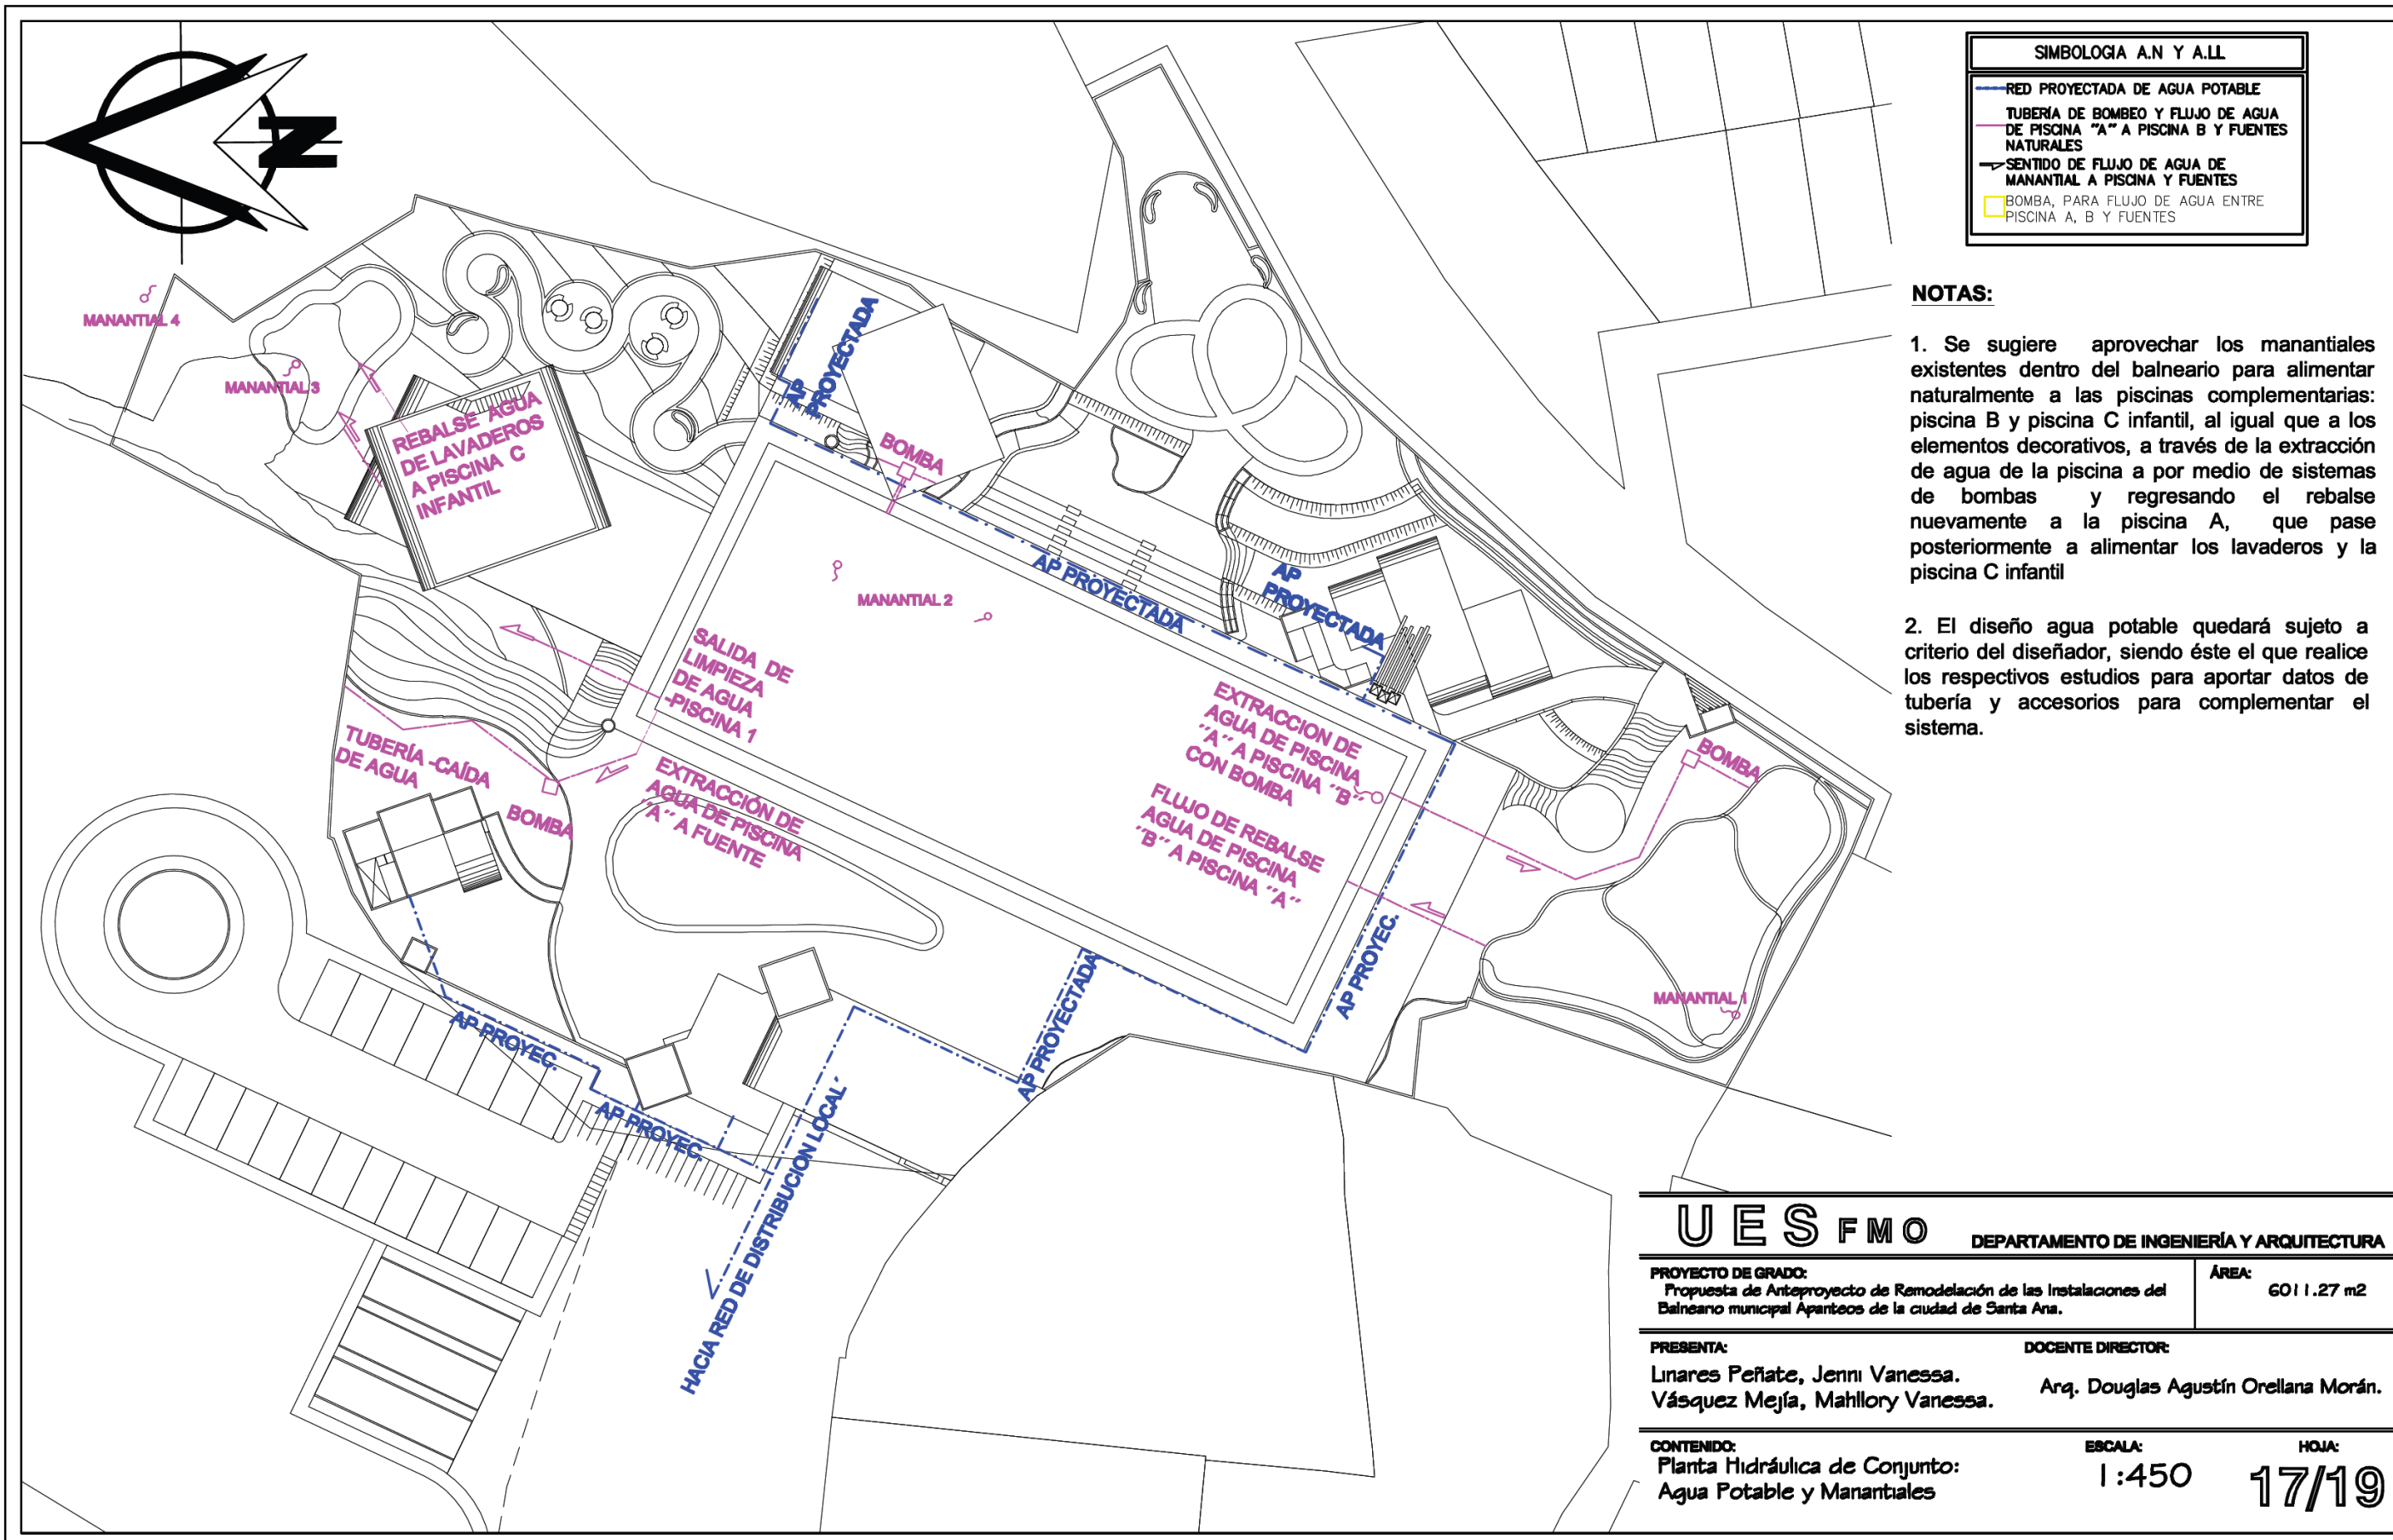 N
SIMBOLOGIA A.N Y A.LL
RED PROYECTADA DE AGUA POTABLE
TUBERÍA DE BOMBEO Y FLUJO DE AGUA
DE PISCINA "A" A PISCINA B Y FUENTES
NATURALES
SENTIDO DE FLUJO DE AGUA DE
MANANTIAL A PISCINA Y FUENTES
BOMBA, PARA FLUJO DE AGUA ENTRE
PISCINA A, B Y FUENTES
NOTAS:
1. Se sugiere aprovechar los manantiales
existentes dentro del balneario para alimentar
naturalmente a las piscinas complementarias:
piscina B y piscina C infantil, al igual que a los
elementos decorativos, a través de la extracción
de agua de la piscina a por medio de sistemas
de bombas y regresando el rebalse
nuevamente a la piscina A, que pase
posteriormente a alimentar los lavaderos y la
piscina C infantil
2. El diseño agua potable quedará sujeto a
criterio del diseñador, siendo éste el que realice
los respectivos estudios para aportar datos de
tubería y accesorios para complementar el
sistema.
MANANTIAL 4
MANANTIAL 3
REBALSE AGUA
DE LAVADEROS
A PISCINA C
INFANTIL
AP
PROYECTADA
BOMBA
MANANTIAL 2
AP PROYECTADA
AP
PROYECTADA
SALIDA DE
LIMPIEZA
DE AGUA
-PISCINA 1
TUBERÍA -CAÍDA
DE AGUA
BOMBA
EXTRACCIÓN DE
AGUA DE PISCINA
´´A´´ A FUENTE
EXTRACCION DE
AGUA DE PISCINA
´´A´´ A PISCINA ´´B´´
CON BOMBA
FLUJO DE REBALSE
AGUA DE PISCINA
´´B´´ A PISCINA ´´A´´
BOMBA
MANANTIAL 1
AP PROYEC.
AP PROYECTADA
AP PROYEC.
AP PROYEC.
HACIA RED DE DISTRIBUCION LOCAL´
UES FMO
DEPARTAMENTO DE INGENIERÍA Y ARQUITECTURA
PROYECTO DE GRADO:
Propuesta de Anteproyecto de Remodelación de las Instalaciones del
Balneario municipal Apanteos de la ciudad de Santa Ana.
ÁREA:
6011.27 m2
PRESENTA:
Linares Peñate, Jenni Vanessa.
Vásquez Mejía, Mahllory Vanessa.
DOCENTE DIRECTOR:
Arq. Douglas Agustín Orellana Morán.
CONTENIDO:
Planta Hidráulica de Conjunto:
Agua Potable y Manantiales
ESCALA:
1:450
HOJA:
17/19